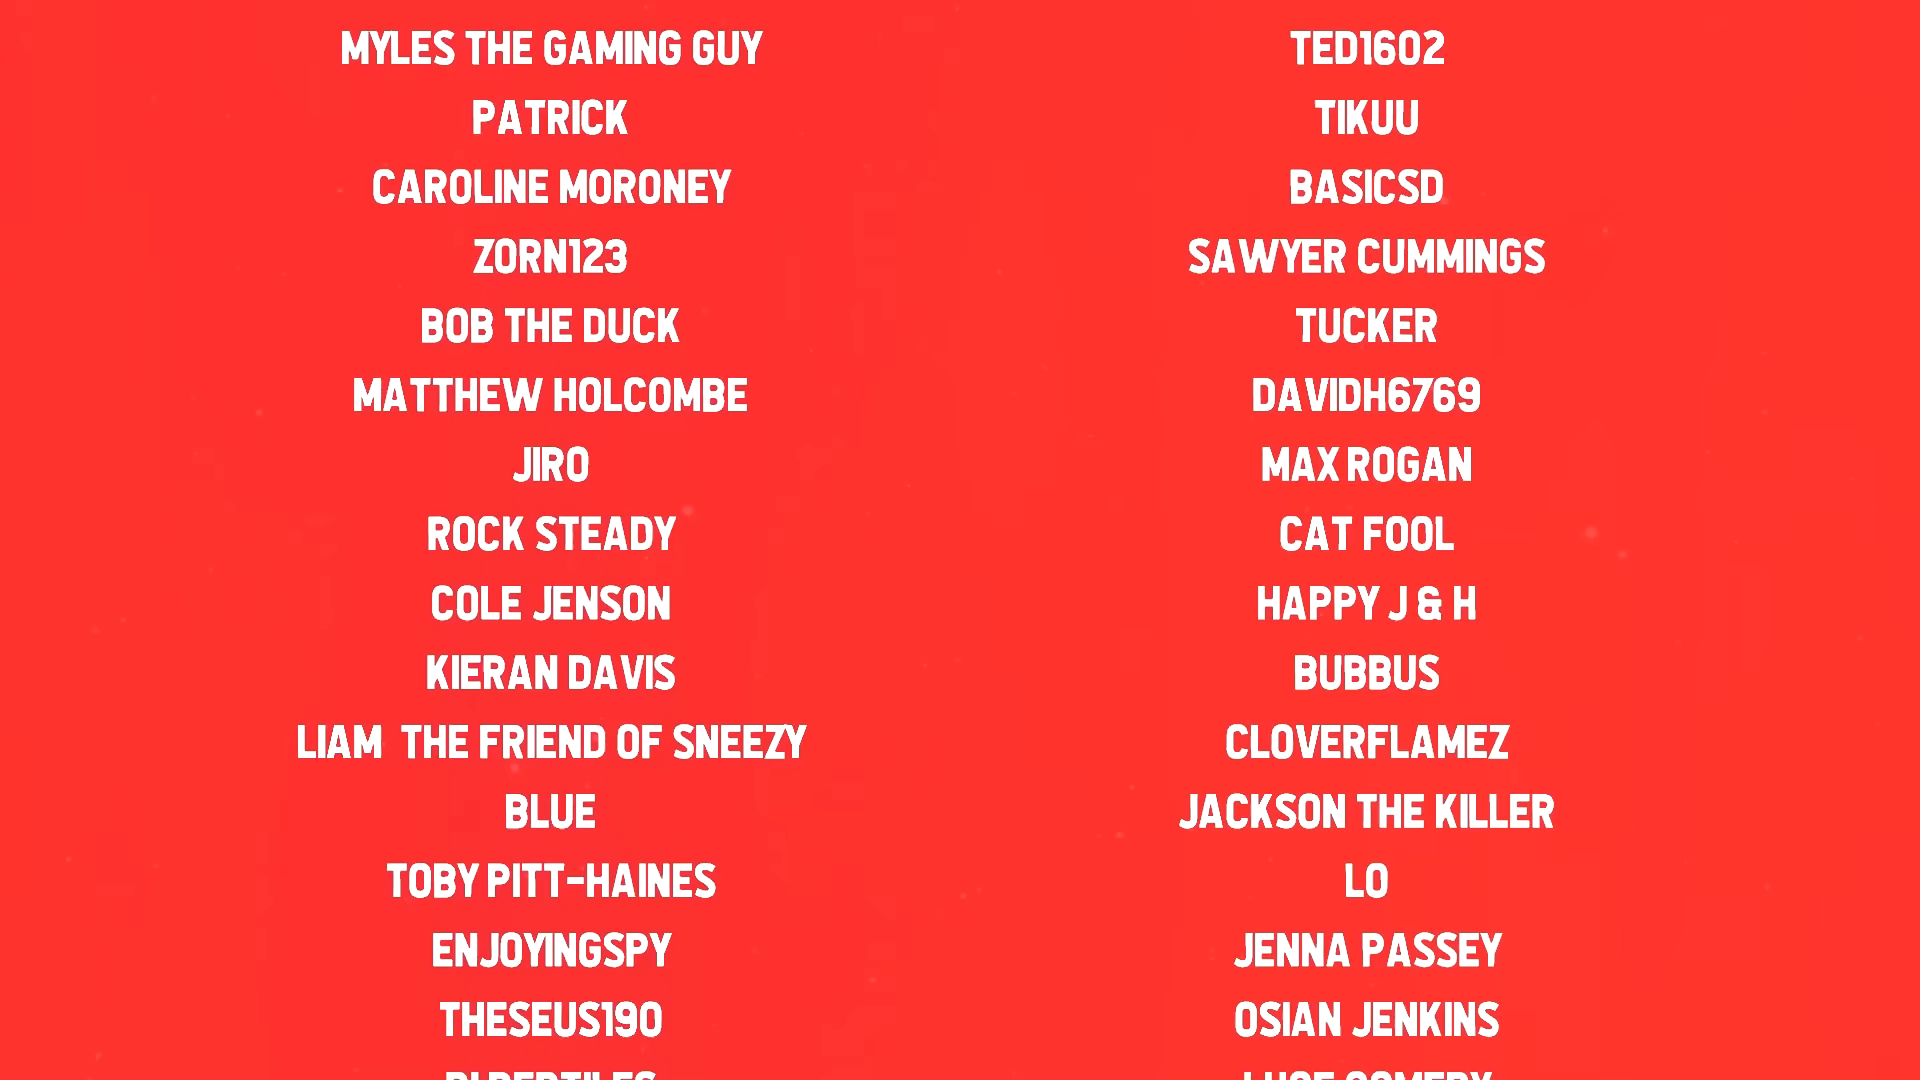 MYLES THE GAMING GUY
PATRICK
CAROLINE MORONEY
ZORN123
BOB THE DUCK
MATTHEW HOLCOMBE
JIRO
ROCK STEADY
COLE JENSON
KIERAN DAVIS
LIAM  THE FRIEND OF SNEEZY
BLUE
TOBY PITT-HAINES
ENJOYINGSPY
THESEUS190
TED1602
TIKUU
BASICSD
SAWYER CUMMINGS
TUCKER
DAVIDH6769
MAX ROGAN
CAT FOOL
HAPPY J & H
BUBBUS
CLOVERFLAMEZ
JACKSON THE KILLER
LO
JENNA PASSEY
OSIAN JENKINS